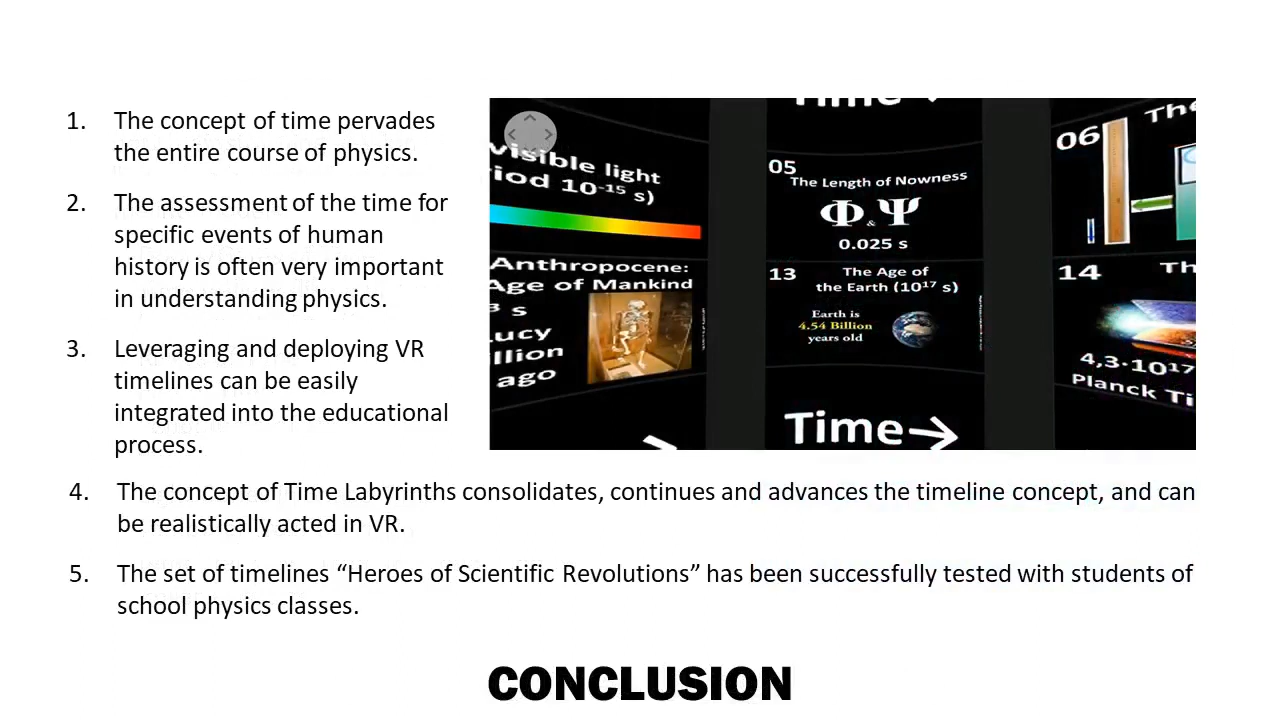 1. The concept of time pervades
the entire course of physics.
2. The assessment of the time for
specific events of human
history is often very important
in understanding physics.
3. Leveraging and deploying VR
timelines can be easily
integrated into the educational
process.
Time
Visible light
iod 10⁻¹⁵ s)
05
The Length of Nowness
Φ & Ψ
0.025 s
06
Th
Anthropocene:
Age of Mankind
s
ucy
llion
ago
13 The Age of
the Earth (10¹⁷ s)
Earth is
4.54 Billion
years old
14 Th
4,3·10¹⁷
Planck Ti
Time→
4. The concept of Time Labyrinths consolidates, continues and advances the timeline concept, and can
be realistically acted in VR.
5. The set of timelines “Heroes of Scientific Revolutions” has been successfully tested with students of
school physics classes.
CONCLUSION